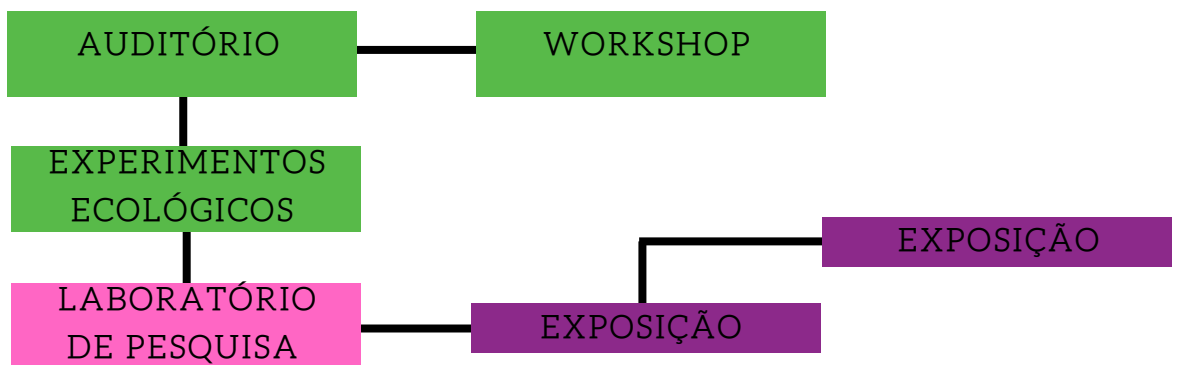 AUDITÓRIO
WORKSHOP
EXPERIMENTOS
ECOLÓGICOS
EXPOSIÇÃO
LABORATÓRIO
DE PESQUISA
EXPOSIÇÃO